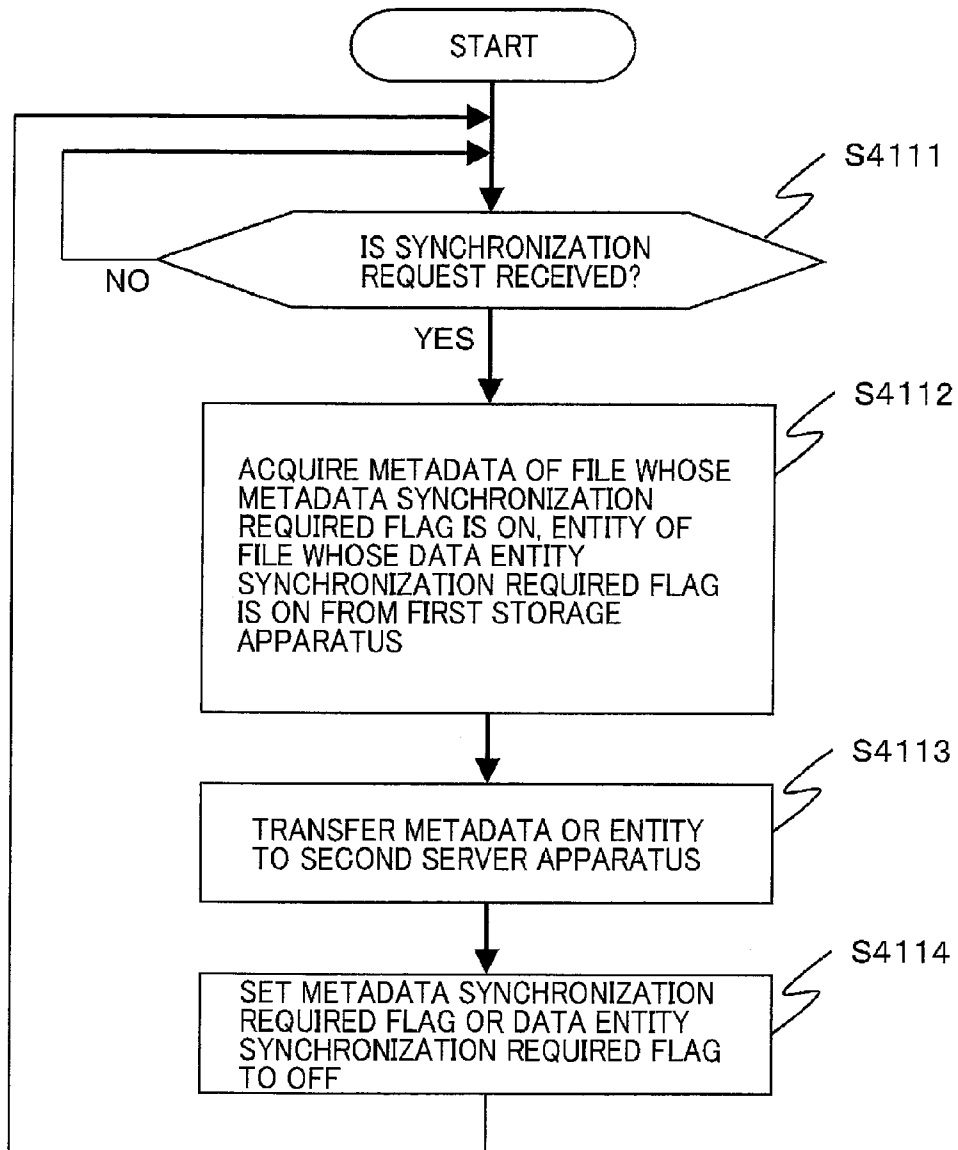 START
S4111
IS SYNCHRONIZATION
REQUEST RECEIVED?
NO
YES
S4112
ACQUIRE METADATA OF FILE WHOSE
METADATA SYNCHRONIZATION
REQUIRED FLAG IS ON, ENTITY OF
FILE WHOSE DATA ENTITY
SYNCHRONIZATION REQUIRED FLAG
IS ON FROM FIRST STORAGE
APPARATUS
S4113
TRANSFER METADATA OR ENTITY
TO SECOND SERVER APPARATUS
S4114
SET METADATA SYNCHRONIZATION
REQUIRED FLAG OR DATA ENTITY
SYNCHRONIZATION REQUIRED FLAG
TO OFF